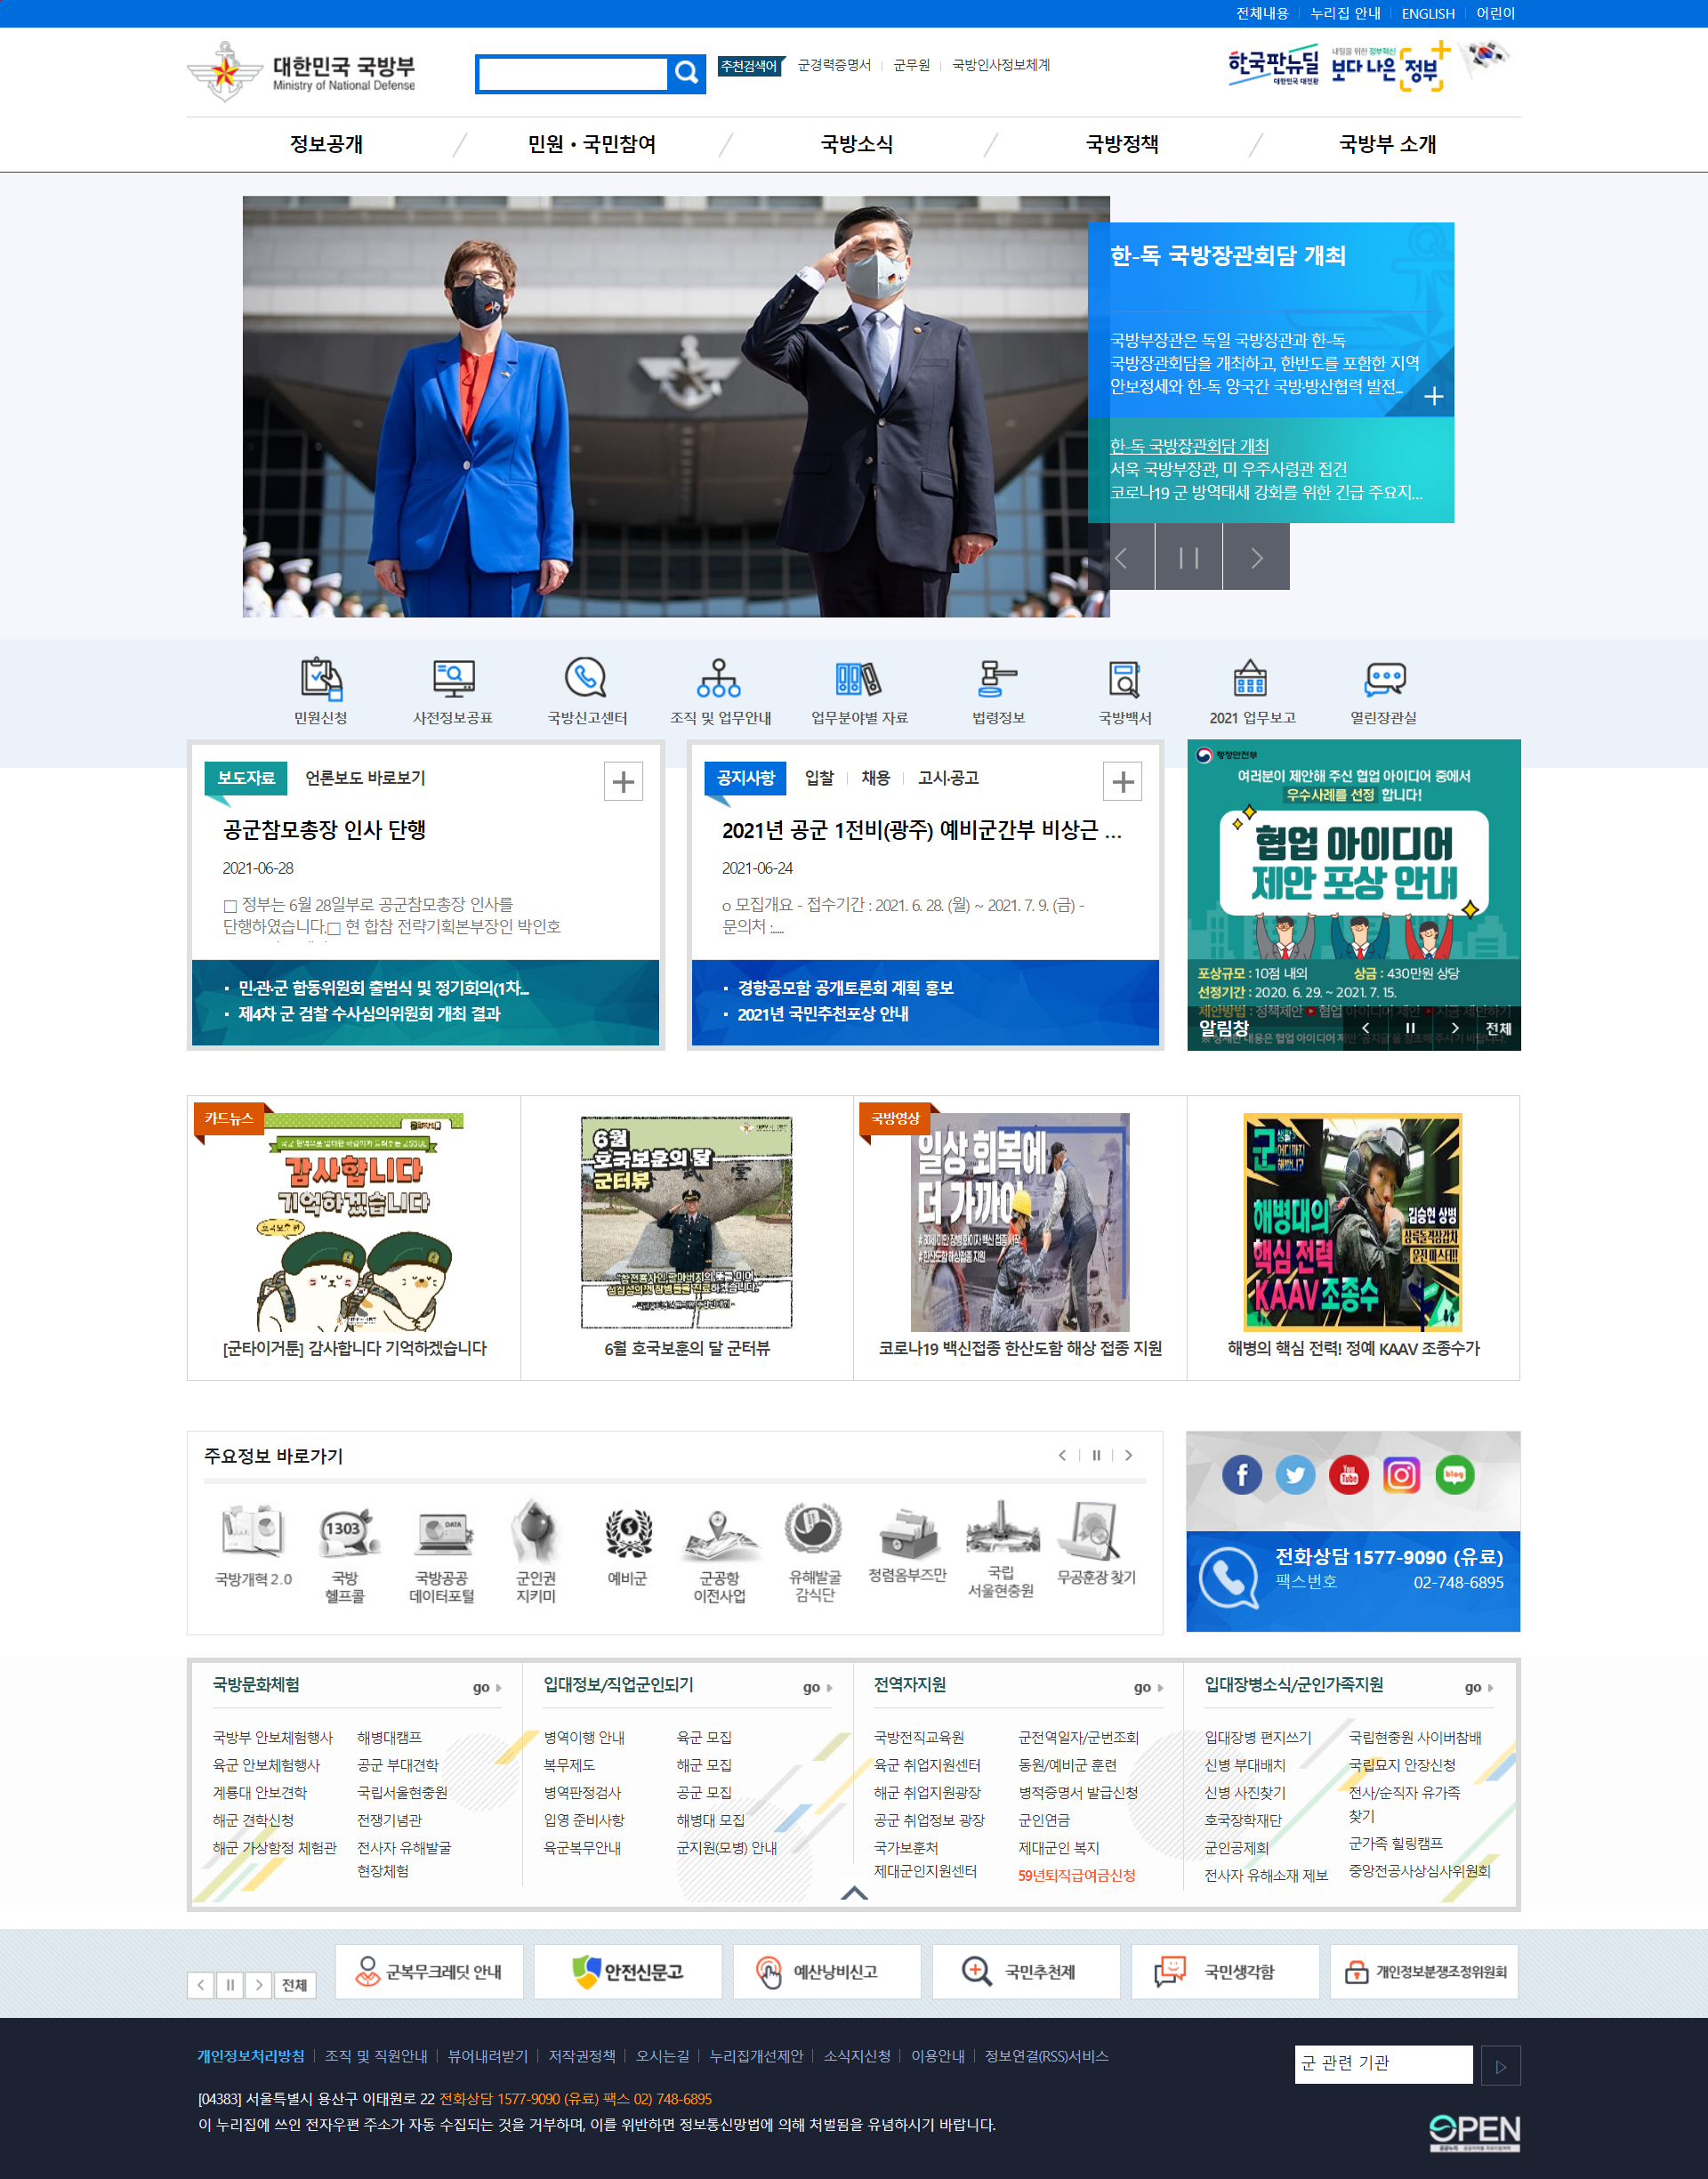 전체내용
누리집 안내
ENGLISH
어린이
대한민국 국방부
Ministry of National Defense
추천검색어
군경력증명서
군무원
국방인사정보체계
한국판뉴딜
대한민국 대전환
내일을 위한 정부혁신
보다 나은 정부
정보공개
민원 • 국민참여
국방소식
국방정책
국방부 소개
한-독 국방장관회담 개최
국방부장관은 독일 국방장관과 한-독
국방장관회담을 개최하고, 한반도를 포함한 지역
안보정세와 한-독 양국간 국방·방산협력 발전...
한-독 국방장관회담 개최
서욱 국방부장관, 미 우주사령관 접견
코로나19 군 방역태세 강화를 위한 긴급 주요지...
민원신청
사전정보공표
국방신고센터
조직 및 업무안내
업무분야별 자료
법령정보
국방백서
2021 업무보고
열린장관실
보도자료
언론보도 바로보기
공군참모총장 인사 단행
2021-06-28
□ 정부는 6월 28일부로 공군참모총장 인사를
단행하였습니다.□ 현 합참 전략기획본부장인 박인호
민·관·군 합동위원회 출범식 및 정기회의(1차...
제4차 군 검찰 수사심의위원회 개최 결과
공지사항
입찰
채용
고시·공고
2021년 공군 1전비(광주) 예비군간부 비상근 ...
2021-06-24
o 모집개요 - 접수기간 : 2021. 6. 28. (월) ~ 2021. 7. 9. (금) -
문의처 :.....
경항공모함 공개토론회 계획 홍보
2021년 국민추천포상 안내
행정안전부
여러분이 제안해 주신 협업 아이디어 중에서
우수사례를 선정 합니다!
협업 아이디어
제안 포상 안내
포상규모 : 10점 내외
상금 : 430만원 상당
선정기간 : 2020. 6. 29. ~ 2021. 7. 15.
제안방법 : 정책제안 협업 아이디어 제안 지금 제안하기
알림창
전체
카드뉴스
감사합니다
기억하겠습니다
호국보훈 편
[군타이거툰] 감사합니다 기억하겠습니다
6월
호국보훈의 달
군터뷰
6월 호국보훈의 달 군터뷰
국방영상
일상 회복에
더 가까이
# 30세 미만 장병 화이자 백신 접종 시작
# 한산도함 해상접종 지원
코로나19 백신접종 한산도함 해상 접종 지원
군생활
어디까지
해봤니?
해병대의
핵심 전력
KAAV 조종수
김승현 상병
상륙돌격장갑차
운전 마스터!!
해병의 핵심 전력! 정예 KAAV 조종수가
주요정보 바로가기
국방개혁 2.0
1303
국방
헬프콜
DATA
국방공공
데이터포털
군인권
지키미
예비군
군공항
이전사업
유해발굴
감식단
청렴옴부즈만
국립
서울현충원
무공훈장 찾기
You
Tube
blog
전화상담 1577-9090 (유료)
팩스번호
02-748-6895
국방문화체험
go
국방부 안보체험행사
육군 안보체험행사
계룡대 안보견학
해군 견학신청
해군 가상함정 체험관
해병대캠프
공군 부대견학
국립서울현충원
전쟁기념관
전사자 유해발굴
현장체험
입대정보/직업군인되기
go
병역이행 안내
복무제도
병역판정검사
입영 준비사항
육군복무안내
육군 모집
해군 모집
공군 모집
해병대 모집
군지원(모병) 안내
전역자지원
go
국방전직교육원
육군 취업지원센터
해군 취업지원광장
공군 취업정보 광장
국가보훈처
제대군인지원센터
군전역일자/군번조회
동원/예비군 훈련
병적증명서 발급신청
군인연금
제대군인 복지
59년퇴직급여금신청
입대장병소식/군인가족지원
go
입대장병 편지쓰기
신병 부대배치
신병 사진찾기
호국장학재단
군인공제회
전사자 유해소재 제보
국립현충원 사이버참배
국립묘지 안장신청
전사/순직자 유가족
찾기
군가족 힐링캠프
중앙전공사상심사위원회
전체
군복무크레딧 안내
안전신문고
예산낭비신고
국민추천제
국민생각함
개인정보분쟁조정위원회
개인정보처리방침
조직 및 직원안내
뷰어내려받기
저작권정책
오시는길
누리집개선제안
소식지신청
이용안내
정보연결(RSS)서비스
군 관련 기관
[04383] 서울특별시 용산구 이태원로 22 전화상담 1577-9090 (유료) 팩스 02) 748-6895
이 누리집에 쓰인 전자우편 주소가 자동 수집되는 것을 거부하며, 이를 위반하면 정보통신망법에 의해 처벌됨을 유념하시기 바랍니다.
OPEN